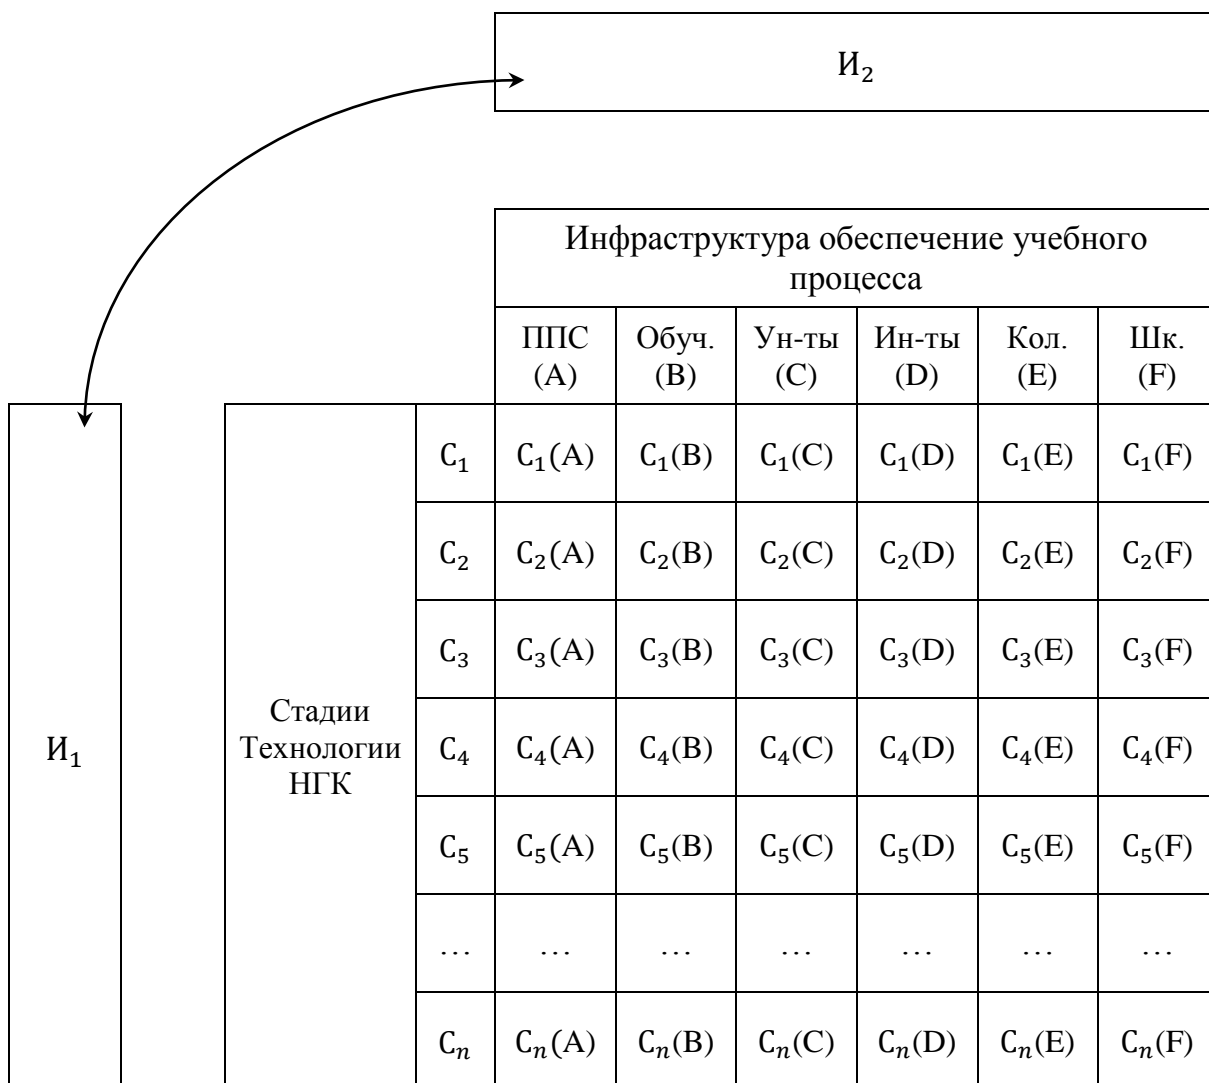 И₂
Инфраструктура обеспечение учебного
процесса
ППС Обуч. Ун-ты Ин-ты Кол. Шк.
(A) (B) (C) (D) (E) (F)
С₁ С₁(A) С₁(B) С₁(C) С₁(D) С₁(E) С₁(F)
С₂ С₂(A) С₂(B) С₂(C) С₂(D) С₂(E) С₂(F)
С₃ С₃(A) С₃(B) С₃(C) С₃(D) С₃(E) С₃(F)
И₁
Стадии
Технологии
НГК
С₄ С₄(A) С₄(B) С₄(C) С₄(D) С₄(E) С₄(F)
С₅ С₅(A) С₅(B) С₅(C) С₅(D) С₅(E) С₅(F)
… … … … … … …
Сₙ Сₙ(A) Сₙ(B) Сₙ(C) Сₙ(D) Сₙ(E) Сₙ(F)